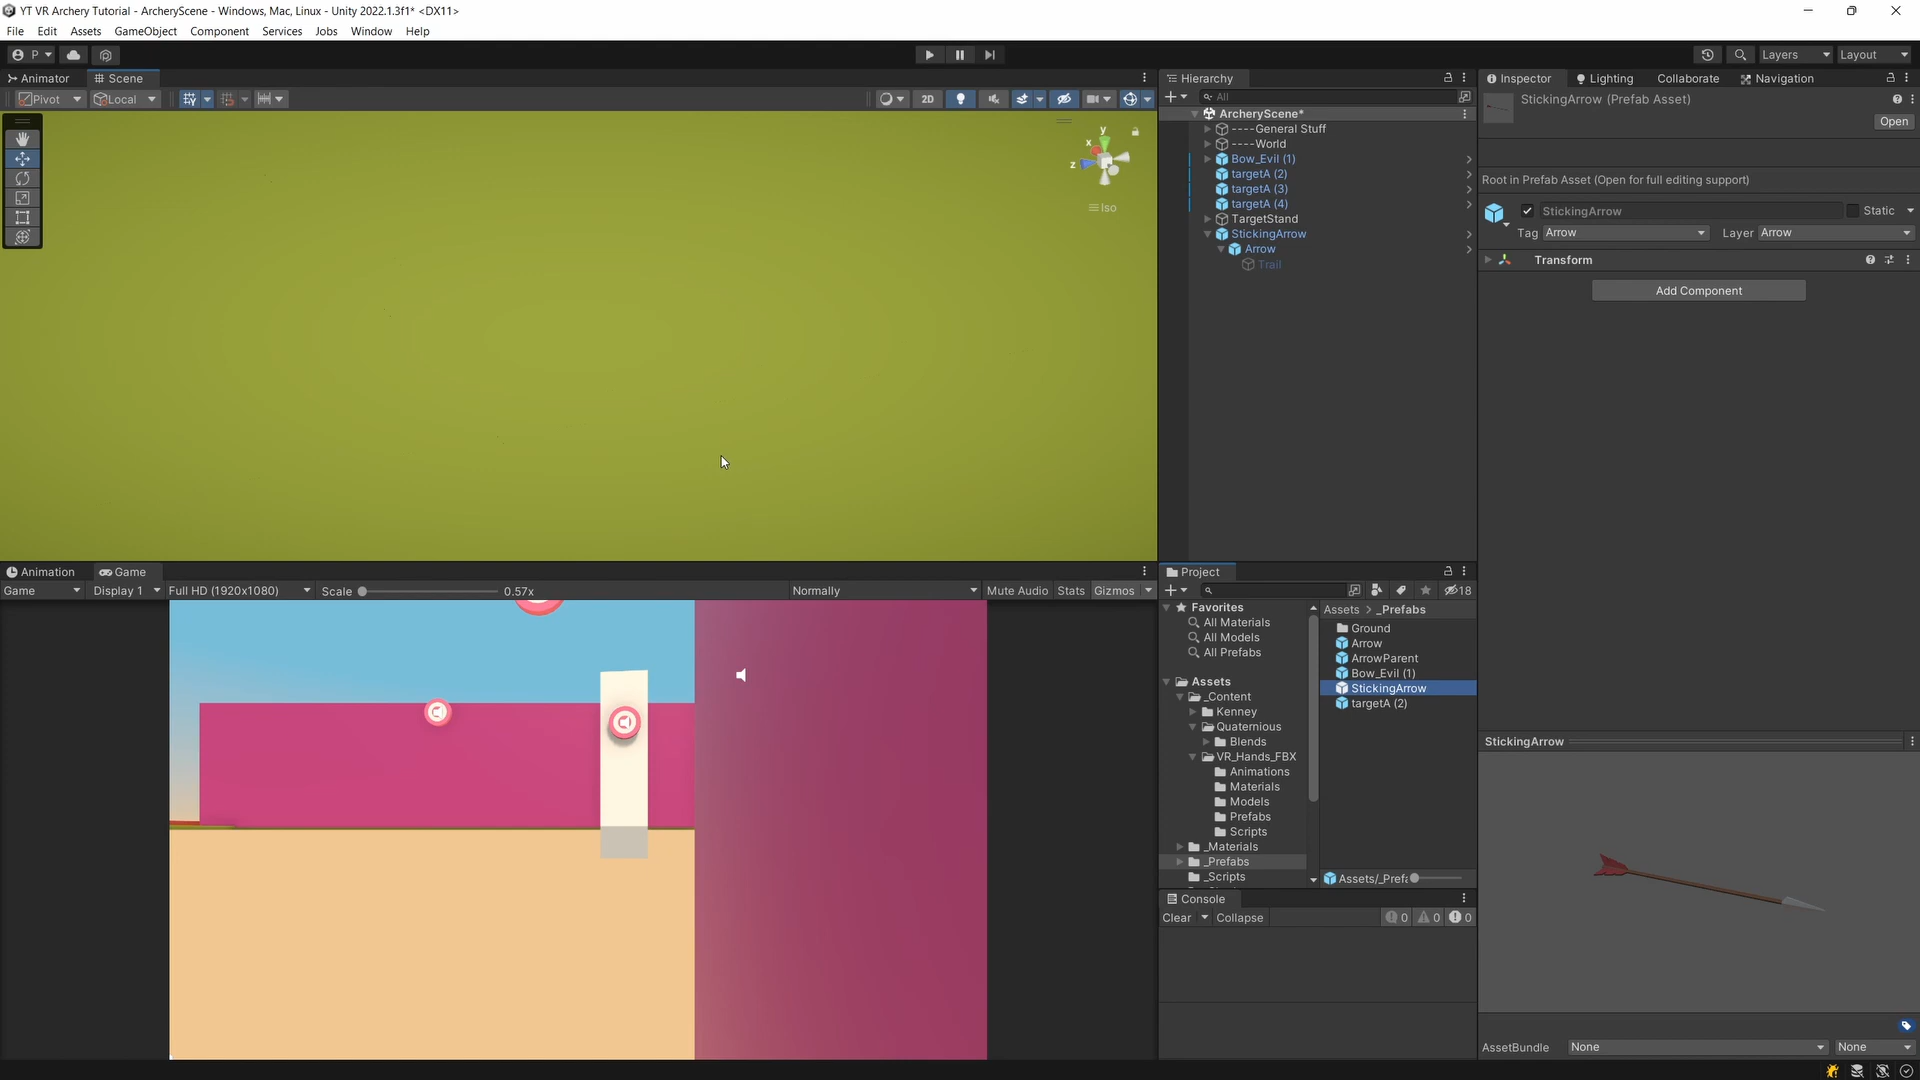 YT VR Archery Tutorial - ArcheryScene - Windows, Mac, Linux - Unity 2022.1.3f1* <DX11>
File Edit Assets GameObject Component Services Jobs Window Help
P Layers Layout
Animator Scene
Pivot Local 2D
y
x
z
Iso
Hierarchy
All
ArcheryScene*
----General Stuff
----World
Bow_Evil (1)
targetA (2)
targetA (3)
targetA (4)
TargetStand
StickingArrow
Arrow
Trail
Inspector Lighting Collaborate Navigation
StickingArrow (Prefab Asset)
Open
Root in Prefab Asset (Open for full editing support)
StickingArrow Static
Tag Arrow Layer Arrow
Transform
Add Component
Animation Game
Game Display 1 Full HD (1920x1080) Scale 0.57x Normally Mute Audio Stats Gizmos
Project
18
Favorites
All Materials
All Models
All Prefabs
Assets
_Content
Kenney
Quaternious
Blends
VR_Hands_FBX
Animations
Materials
Models
Prefabs
Scripts
_Materials
_Prefabs
_Scripts
Assets > _Prefabs
Ground
Arrow
ArrowParent
Bow_Evil (1)
StickingArrow
targetA (2)
Assets/_Prefa
Console
Clear Collapse 0 0 0
StickingArrow
AssetBundle None None